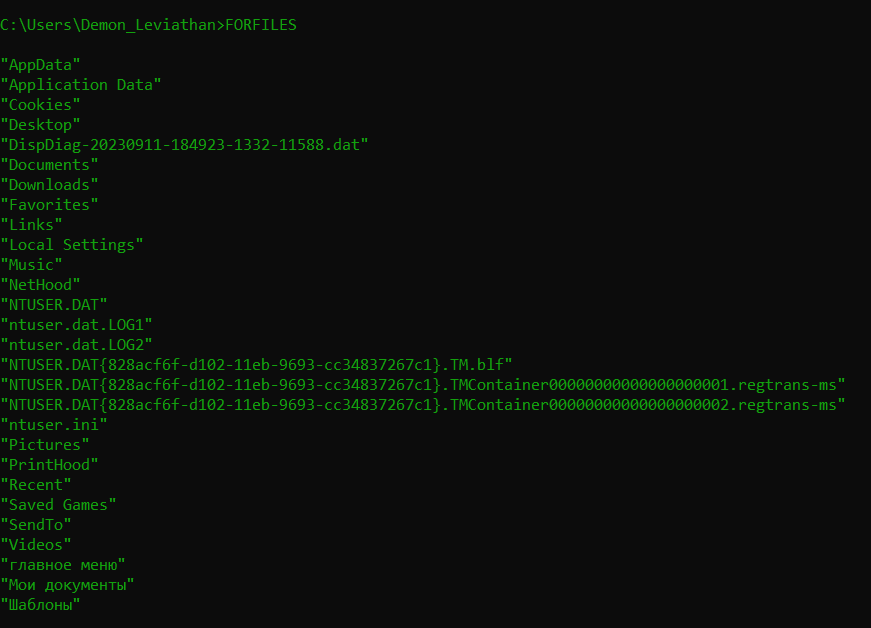 C:\Users\Demon_Leviathan>FORFILES
"AppData"
"Application Data"
"Cookies"
"Desktop"
"DispDiag-20230911-184923-1332-11588.dat"
"Documents"
"Downloads"
"Favorites"
"Links"
"Local Settings"
"Music"
"NetHood"
"NTUSER.DAT"
"ntuser.dat.LOG1"
"ntuser.dat.LOG2"
"NTUSER.DAT{828acf6f-d102-11eb-9693-cc34837267c1}.TM.blf"
"NTUSER.DAT{828acf6f-d102-11eb-9693-cc34837267c1}.TMContainer00000000000000000001.regtrans-ms"
"NTUSER.DAT{828acf6f-d102-11eb-9693-cc34837267c1}.TMContainer00000000000000000002.regtrans-ms"
"ntuser.ini"
"Pictures"
"PrintHood"
"Recent"
"Saved Games"
"SendTo"
"Videos"
"главное меню"
"Мои документы"
"Шаблоны"